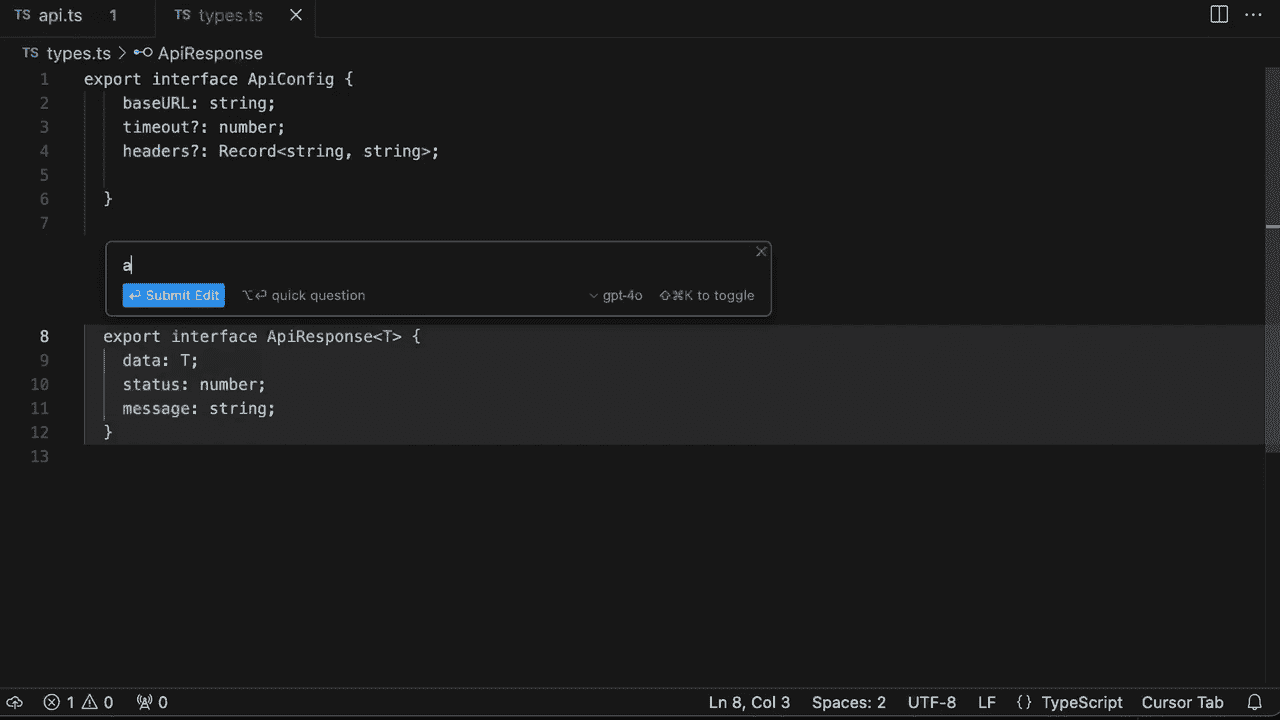 TS api.ts 1 TS types.ts
TS types.ts > ApiResponse
1 export interface ApiConfig {
2 baseURL: string;
3 timeout?: number;
4 headers?: Record<string, string>;
5
6 }
7
a
⏎ Submit Edit ⌥⏎ quick question gpt-4o ⇧⌘K to toggle
8 export interface ApiResponse<T> {
9 data: T;
10 status: number;
11 message: string;
12 }
13
1 0 0 Ln 8, Col 3 Spaces: 2 UTF-8 LF {} TypeScript Cursor Tab